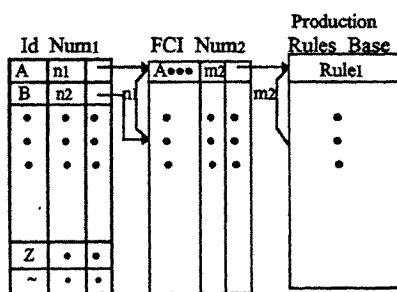 Production
Id Num1 FCI Num2 Rules Base
A n1 A••• m2 Rule1
B n2 n1 m2
• • • • • • •
• • • • • • •
• • • • • • •
Z • •
~ • •